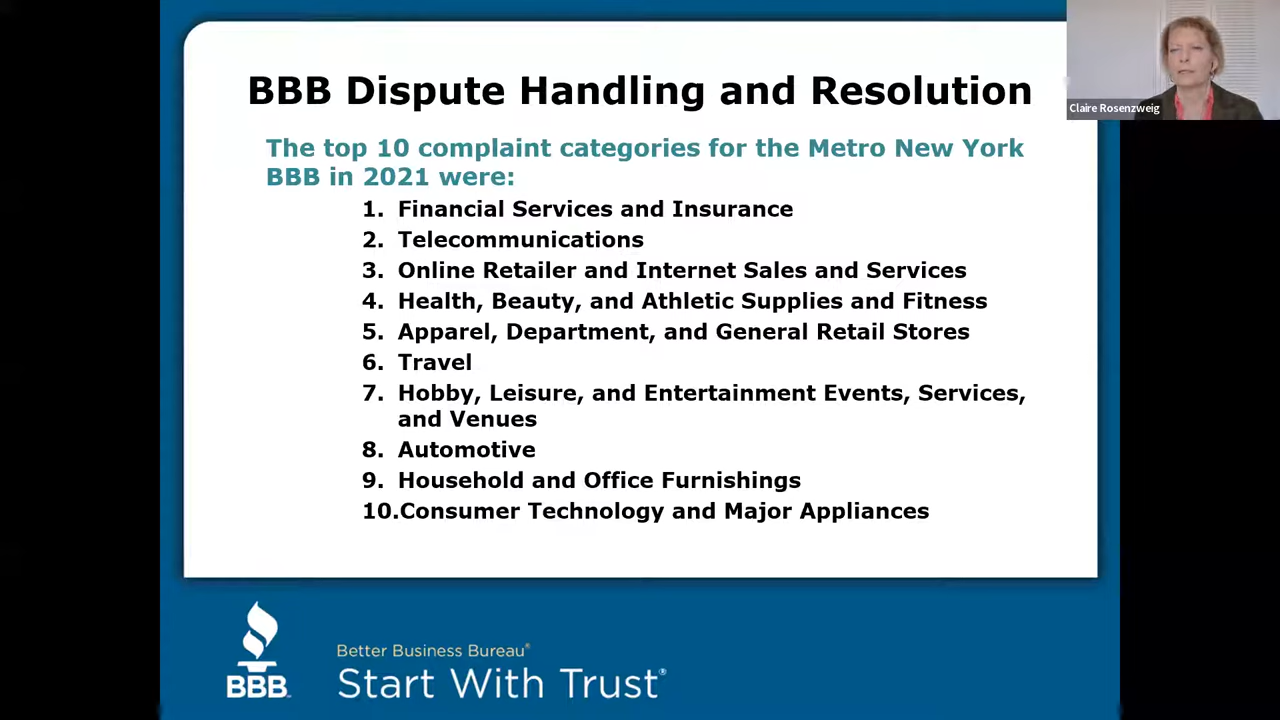 BBB Dispute Handling and Resolution
Claire Rosenzweig
The top 10 complaint categories for the Metro New York
BBB in 2021 were:
1. Financial Services and Insurance
2. Telecommunications
3. Online Retailer and Internet Sales and Services
4. Health, Beauty, and Athletic Supplies and Fitness
5. Apparel, Department, and General Retail Stores
6. Travel
7. Hobby, Leisure, and Entertainment Events, Services,
and Venues
8. Automotive
9. Household and Office Furnishings
10.Consumer Technology and Major Appliances
Better Business Bureau®
Start With Trust®
BBB